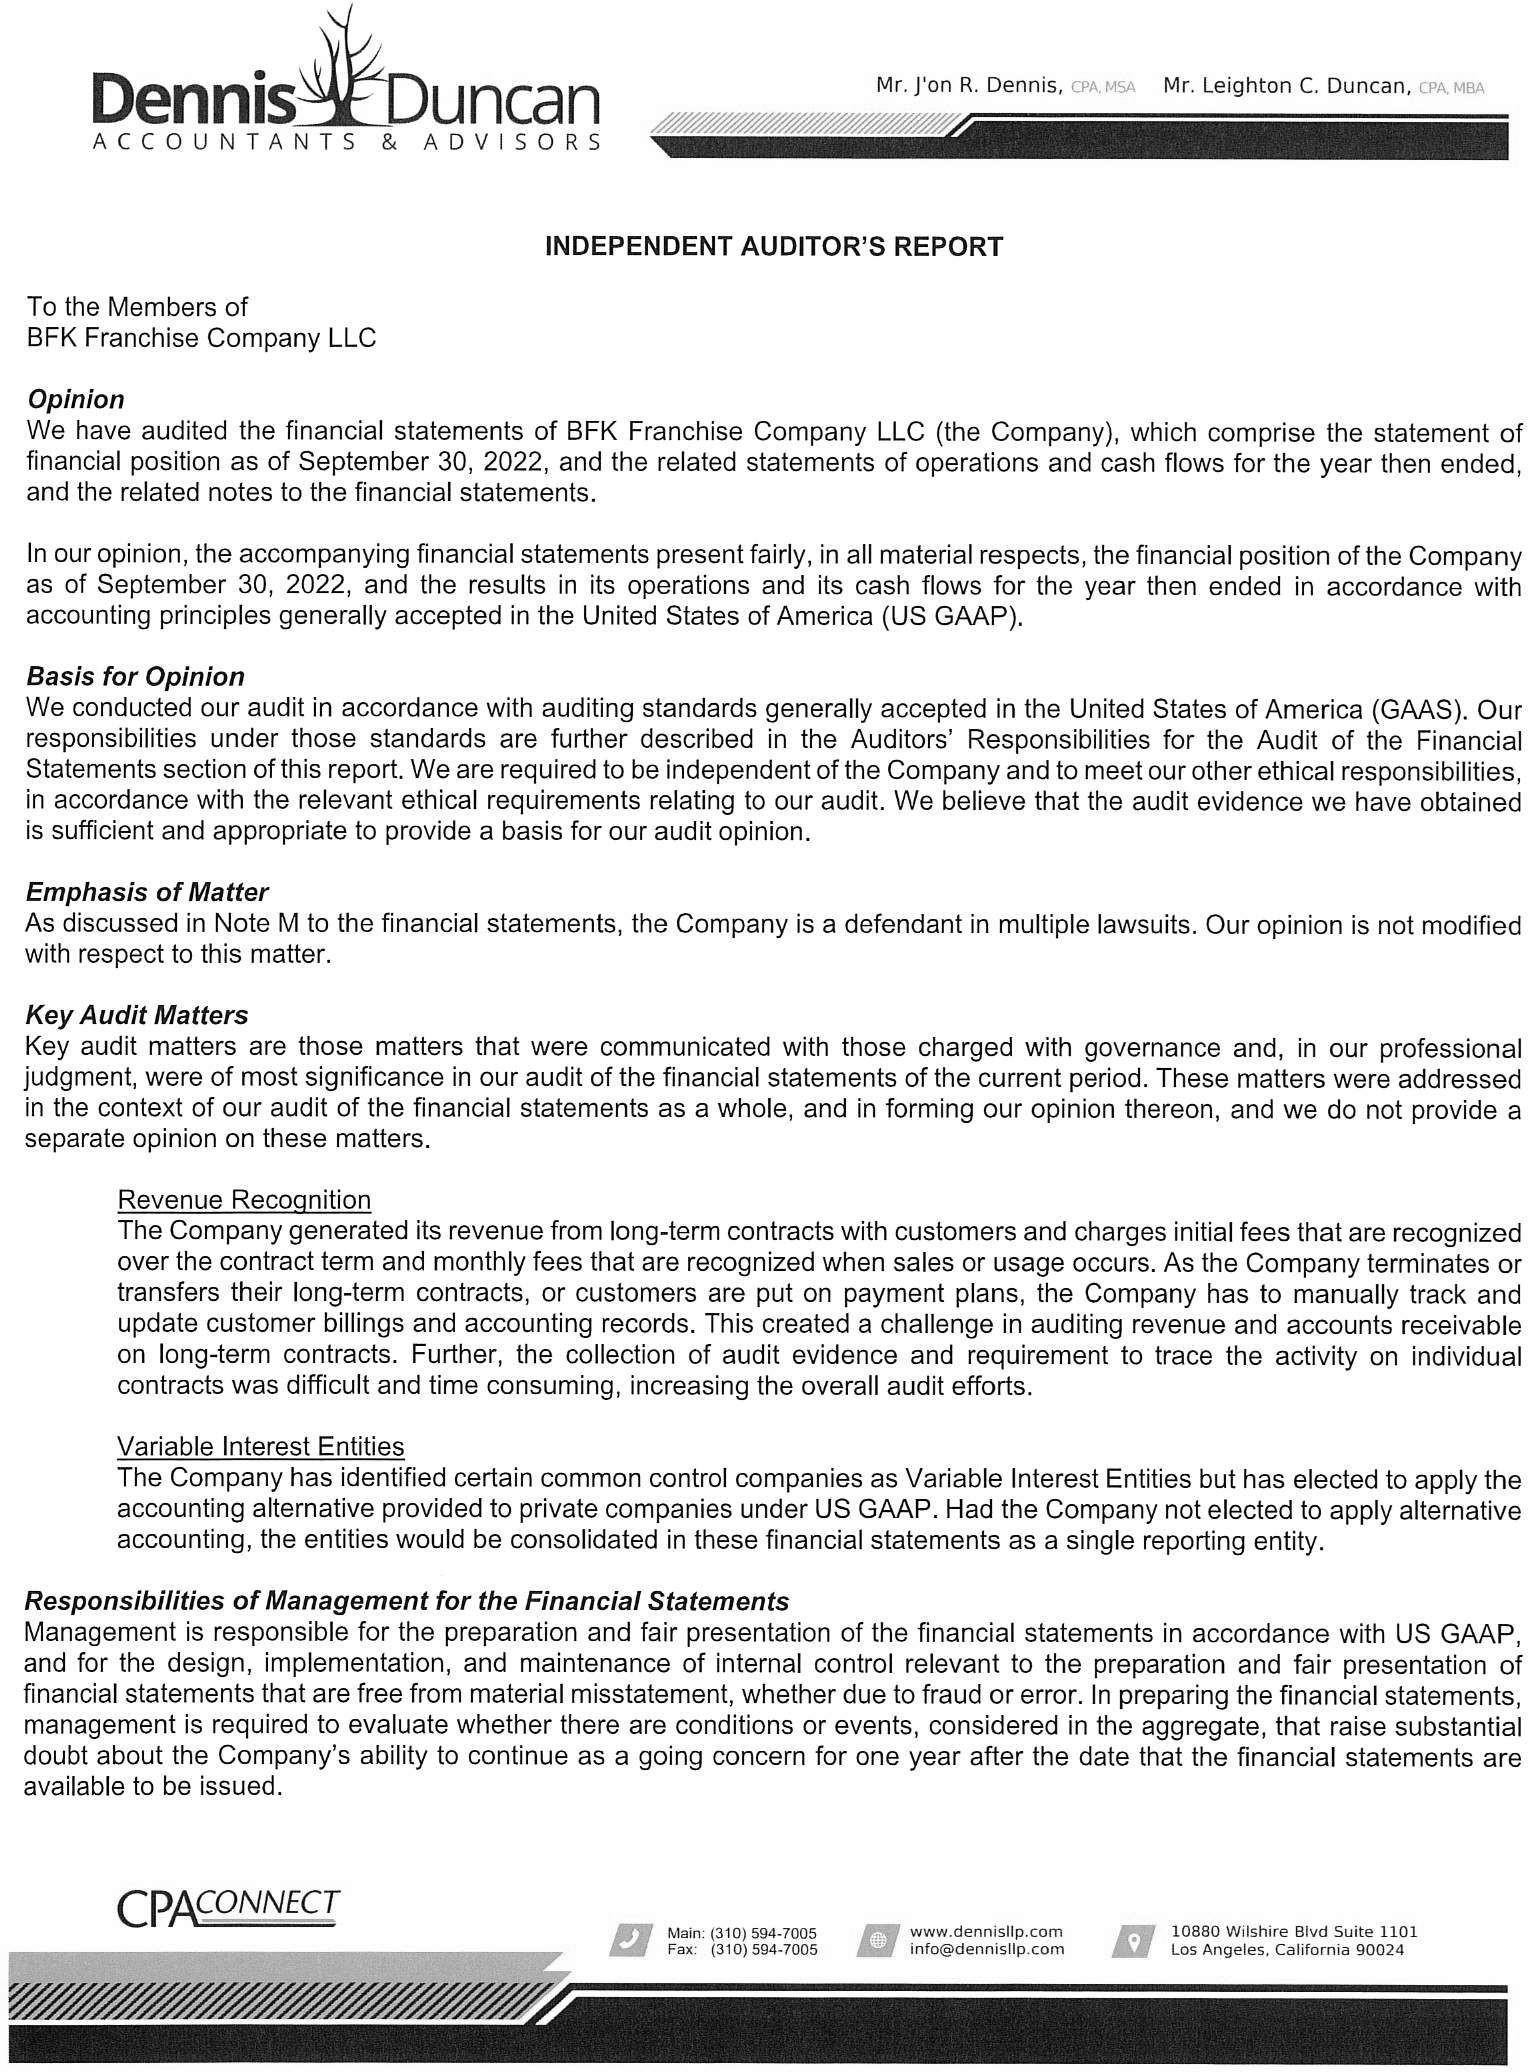 Dennis Duncan
ACCOUNTANTS & ADVISORS
Mr. J'on R. Dennis, CPA, MSA Mr. Leighton C. Duncan, CPA, MBA
INDEPENDENT AUDITOR'S REPORT
To the Members of
BFK Franchise Company LLC
Opinion
We have audited the financial statements of BFK Franchise Company LLC (the Company), which comprise the statement of
financial position as of September 30, 2022, and the related statements of operations and cash flows for the year then ended,
and the related notes to the financial statements.
In our opinion, the accompanying financial statements present fairly, in all material respects, the financial position of the Company
as of September 30, 2022, and the results in its operations and its cash flows for the year then ended in accordance with
accounting principles generally accepted in the United States of America (US GAAP).
Basis for Opinion
We conducted our audit in accordance with auditing standards generally accepted in the United States of America (GAAS). Our
responsibilities under those standards are further described in the Auditors' Responsibilities for the Audit of the Financial
Statements section of this report. We are required to be independent of the Company and to meet our other ethical responsibilities,
in accordance with the relevant ethical requirements relating to our audit. We believe that the audit evidence we have obtained
is sufficient and appropriate to provide a basis for our audit opinion.
Emphasis of Matter
As discussed in Note M to the financial statements, the Company is a defendant in multiple lawsuits. Our opinion is not modified
with respect to this matter.
Key Audit Matters
Key audit matters are those matters that were communicated with those charged with governance and, in our professional
judgment, were of most significance in our audit of the financial statements of the current period. These matters were addressed
in the context of our audit of the financial statements as a whole, and in forming our opinion thereon, and we do not provide a
separate opinion on these matters.
Revenue Recognition
The Company generated its revenue from long-term contracts with customers and charges initial fees that are recognized
over the contract term and monthly fees that are recognized when sales or usage occurs. As the Company terminates or
transfers their long-term contracts, or customers are put on payment plans, the Company has to manually track and
update customer billings and accounting records. This created a challenge in auditing revenue and accounts receivable
on long-term contracts. Further, the collection of audit evidence and requirement to trace the activity on individual
contracts was difficult and time consuming, increasing the overall audit efforts.
Variable Interest Entities
The Company has identified certain common control companies as Variable Interest Entities but has elected to apply the
accounting alternative provided to private companies under US GAAP. Had the Company not elected to apply alternative
accounting, the entities would be consolidated in these financial statements as a single reporting entity.
Responsibilities of Management for the Financial Statements
Management is responsible for the preparation and fair presentation of the financial statements in accordance with US GAAP,
and for the design, implementation, and maintenance of internal control relevant to the preparation and fair presentation of
financial statements that are free from material misstatement, whether due to fraud or error. In preparing the financial statements,
management is required to evaluate whether there are conditions or events, considered in the aggregate, that raise substantial
doubt about the Company's ability to continue as a going concern for one year after the date that the financial statements are
available to be issued.
CPACONNECT
Main: (310) 594-7005
Fax: (310) 594-7005
www.dennisllp.com
info@dennisllp.com
10880 Wilshire Blvd Suite 1101
Los Angeles, California 90024